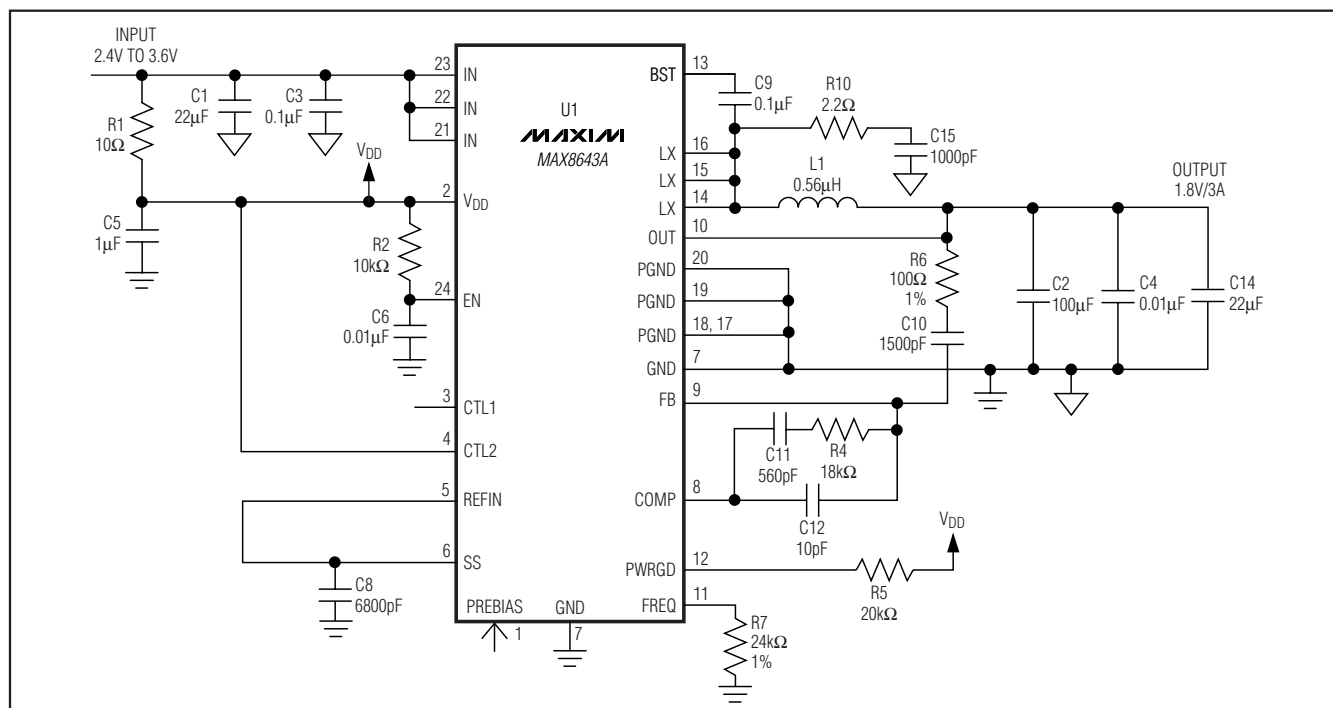 INPUT
2.4V TO 3.6V
R1
10Ω
C1
22µF
C3
0.1µF
C5
1µF
VDD
R2
10kΩ
C6
0.01µF
C8
6800pF
23
IN
22
IN
21
IN
2
VDD
24
EN
3
CTL1
4
CTL2
5
REFIN
6
SS
PREBIAS
1
GND
7
U1
MAXIM
MAX8643A
BST
13
LX
16
LX
15
LX
14
OUT
10
PGND
20
PGND
19
PGND
18, 17
GND
7
FB
9
COMP
8
PWRGD
12
FREQ
11
C9
0.1µF
R10
2.2Ω
C15
1000pF
L1
0.56µH
OUTPUT
1.8V/3A
R6
100Ω
1%
C10
1500pF
C2
100µF
C4
0.01µF
C14
22µF
C11
560pF
R4
18kΩ
C12
10pF
VDD
R5
20kΩ
R7
24kΩ
1%